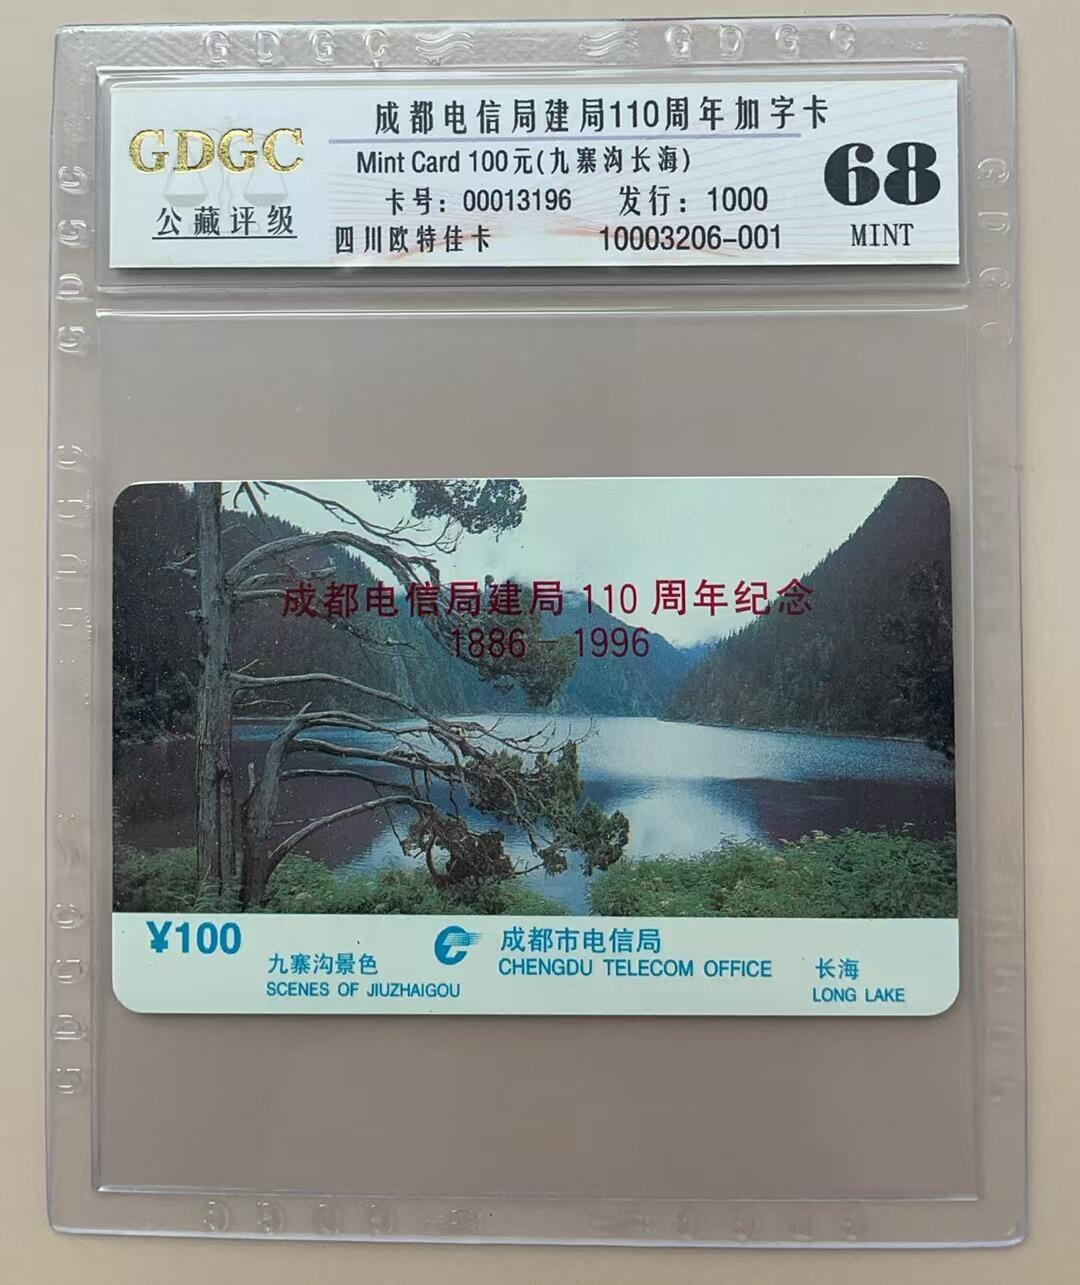 GDGC GDGC
GDGC
公藏评级
成都电信局建局110周年加字卡
Mint Card 100元(九寨沟长海)
卡号：00013196 发行：1000
四川欧特佳卡 10003206-001
68
MINT
成都电信局建局 110 周年纪念
1886－1996
¥100
九寨沟景色
SCENES OF JIUZHAIGOU
成都市电信局
CHENGDU TELECOM OFFICE
长海
LONG LAKE